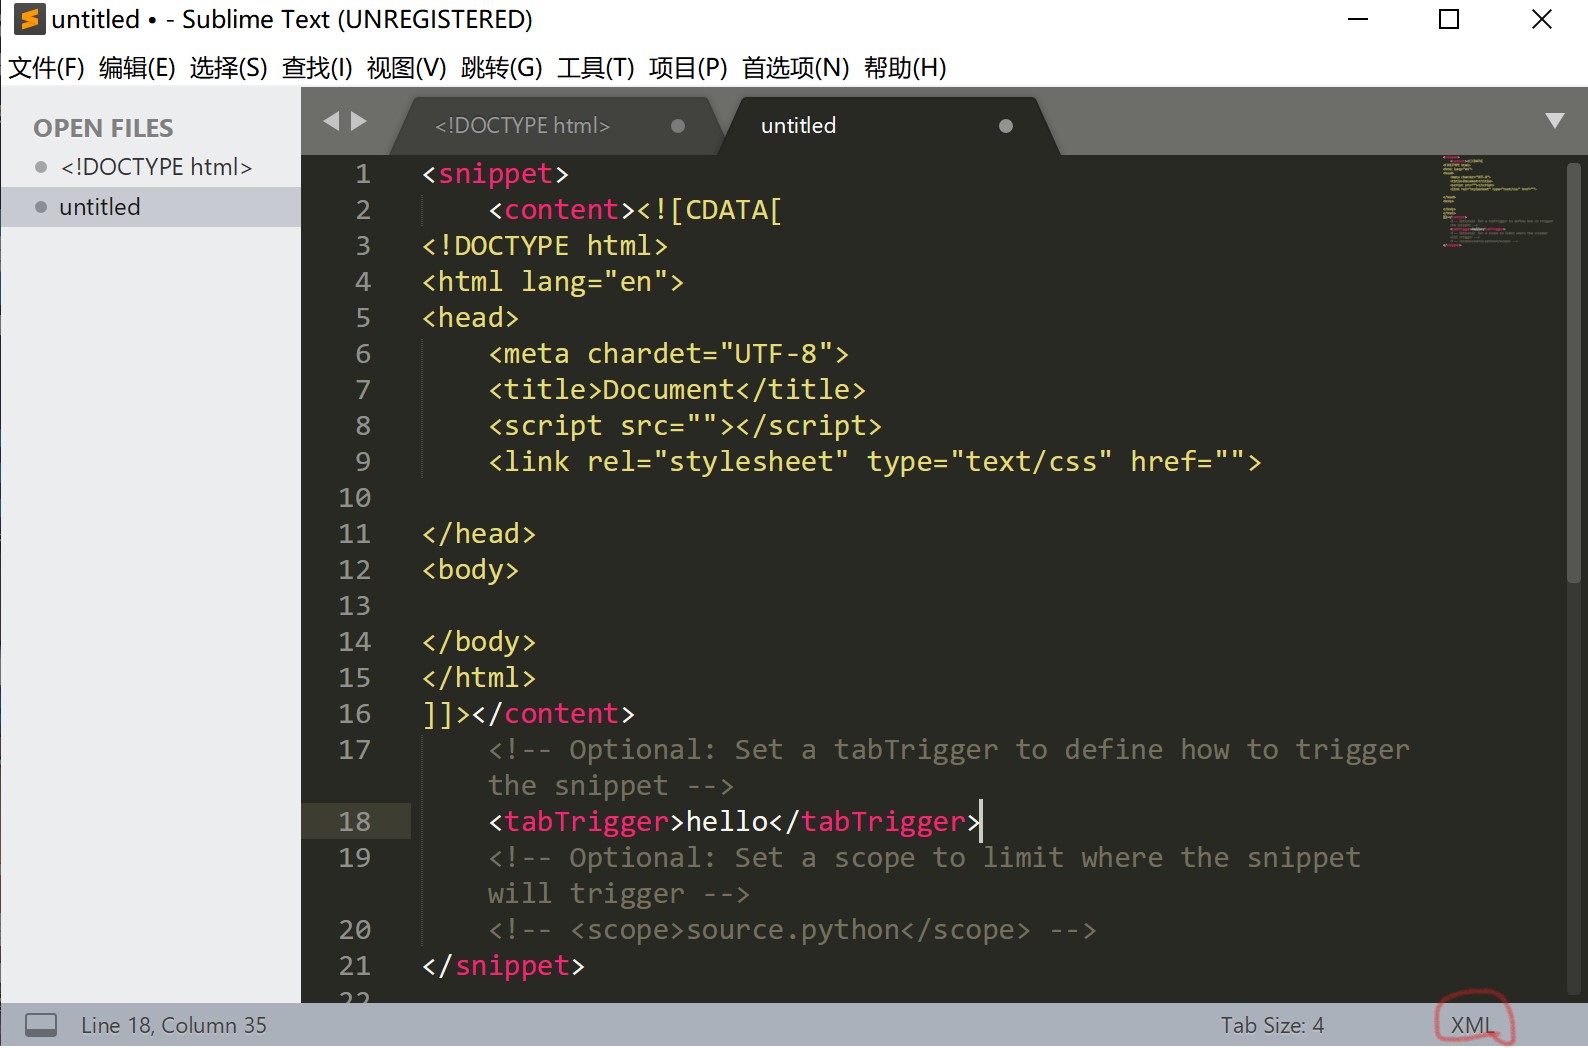 untitled • - Sublime Text (UNREGISTERED)
文件(F) 编辑(E) 选择(S) 查找(I) 视图(V) 跳转(G) 工具(T) 项目(P) 首选项(N) 帮助(H)
OPEN FILES
<!DOCTYPE html>
untitled
<!DOCTYPE html>
untitled
1 <snippet>
2 <content><![CDATA[
3 <!DOCTYPE html>
4 <html lang="en">
5 <head>
6 <meta chardet="UTF-8">
7 <title>Document</title>
8 <script src=""></script>
9 <link rel="stylesheet" type="text/css" href="">
10
11 </head>
12 <body>
13
14 </body>
15 </html>
16 ]]></content>
17 <!-- Optional: Set a tabTrigger to define how to trigger
the snippet -->
18 <tabTrigger>hello</tabTrigger>
19 <!-- Optional: Set a scope to limit where the snippet
will trigger -->
20 <!-- <scope>source.python</scope> -->
21 </snippet>
22
Line 18, Column 35
Tab Size: 4
XML